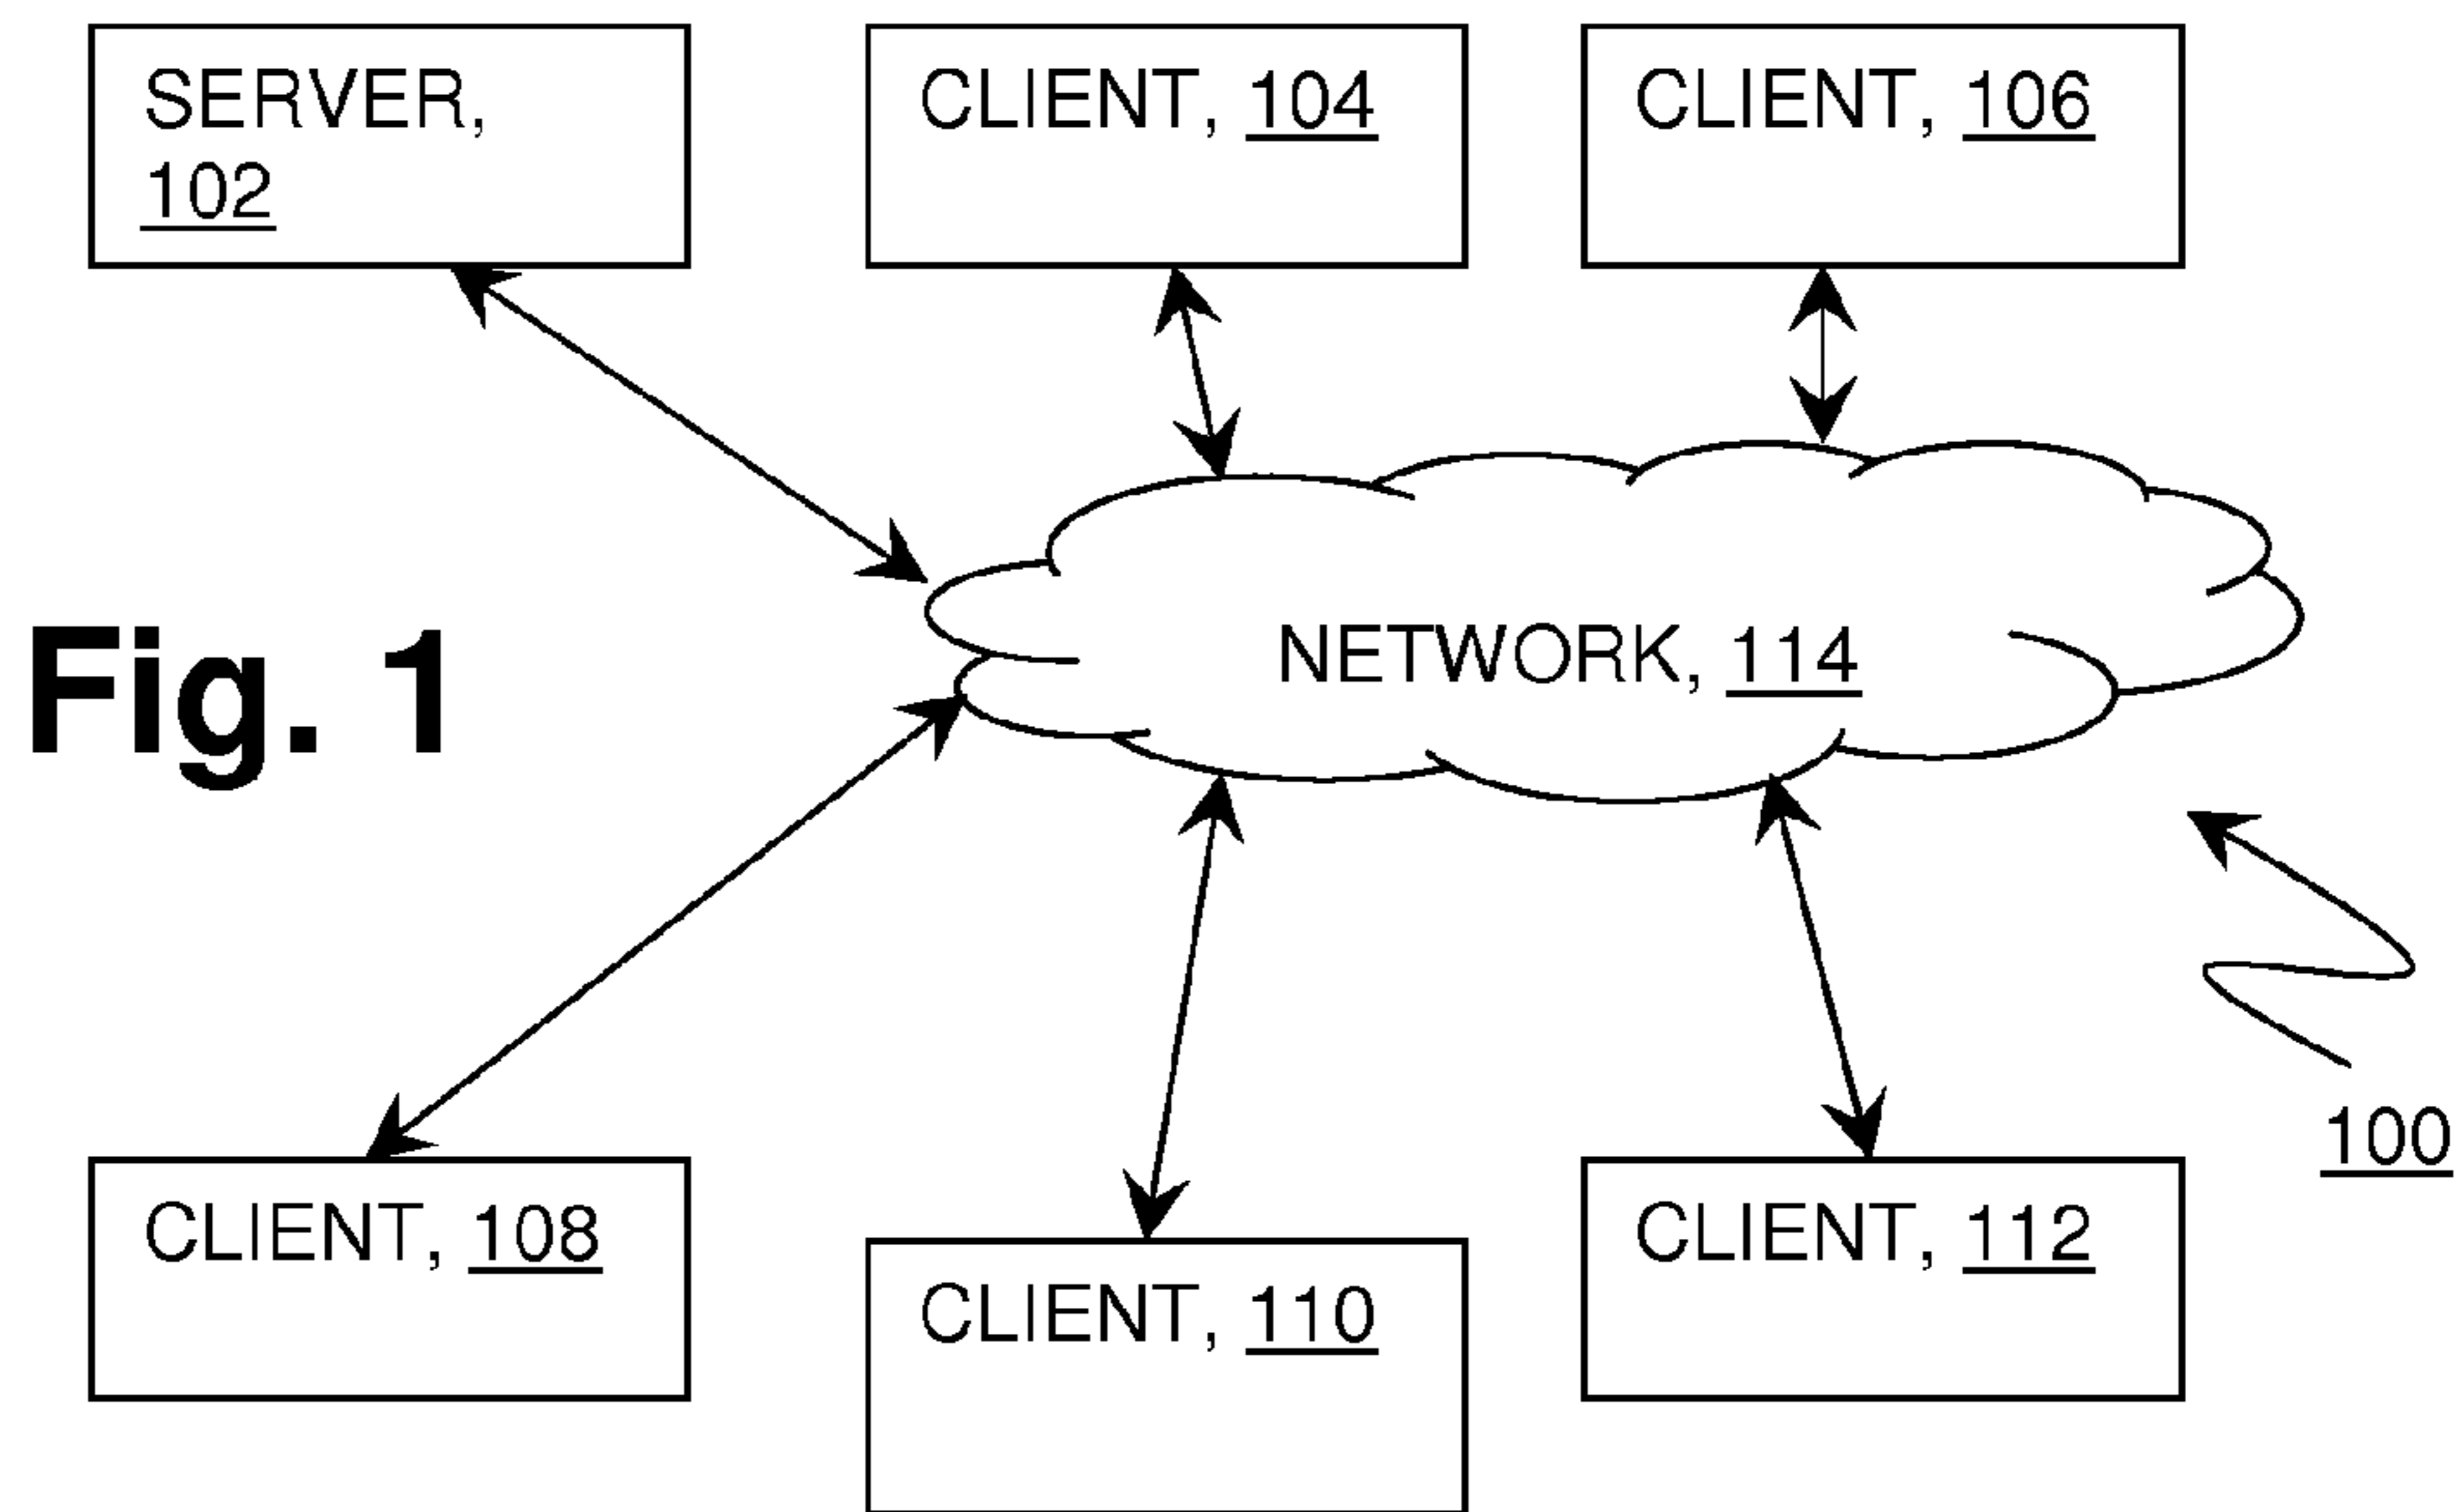 SERVER,
102
CLIENT, 104
CLIENT, 106
NETWORK, 114
Fig. 1
100
CLIENT, 108
CLIENT, 110
CLIENT, 112